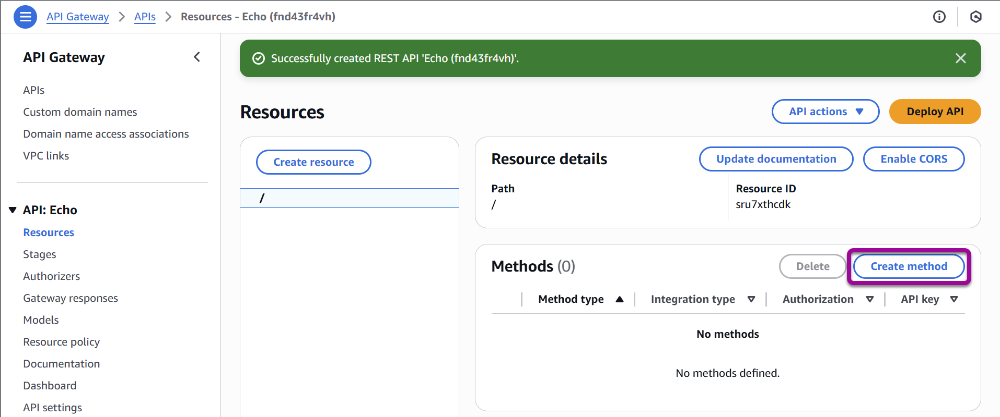 API Gateway > APIs > Resources - Echo (fnd43fr4vh)
API Gateway
APIs
Custom domain names
Domain name access associations
VPC links
API: Echo
Resources
Stages
Authorizers
Gateway responses
Models
Resource policy
Documentation
Dashboard
API settings
Successfully created REST API 'Echo (fnd43fr4vh)'.
Resources
API actions
Deploy API
Create resource
/
Resource details
Update documentation
Enable CORS
Path
/
Resource ID
sru7xthcdk
Methods (0)
Delete
Create method
Method type
Integration type
Authorization
API key
No methods
No methods defined.